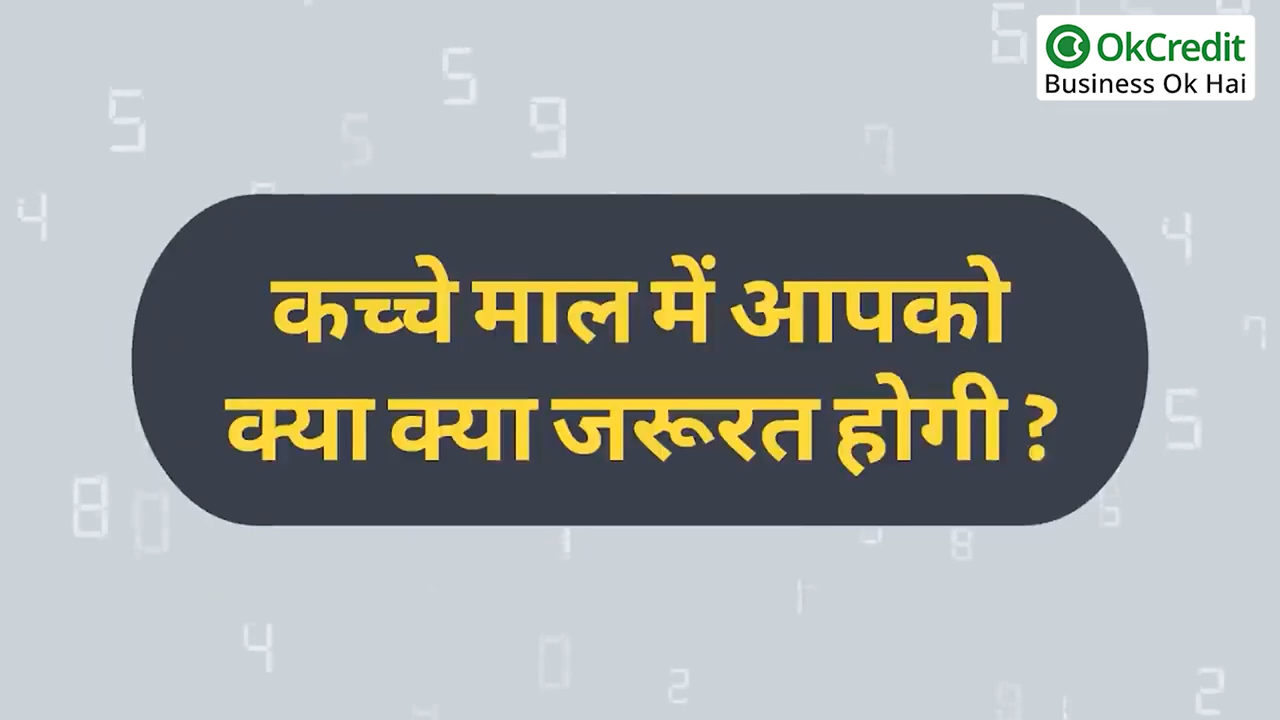 OkCredit
Business Ok Hai
कच्चे माल में आपको
क्या क्या जरूरत होगी ?